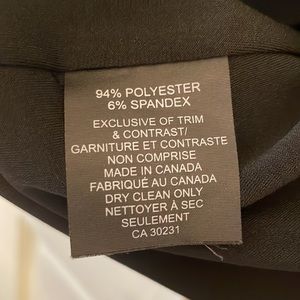 94% POLYESTER
6% SPANDEX
EXCLUSIVE OF TRIM
& CONTRAST/
GARNITURE ET CONTRASTE
NON COMPRISE
MADE IN CANADA
FABRIQUÉ AU CANADA
DRY CLEAN ONLY
NETTOYER À SEC
SEULEMENT
CA 30231